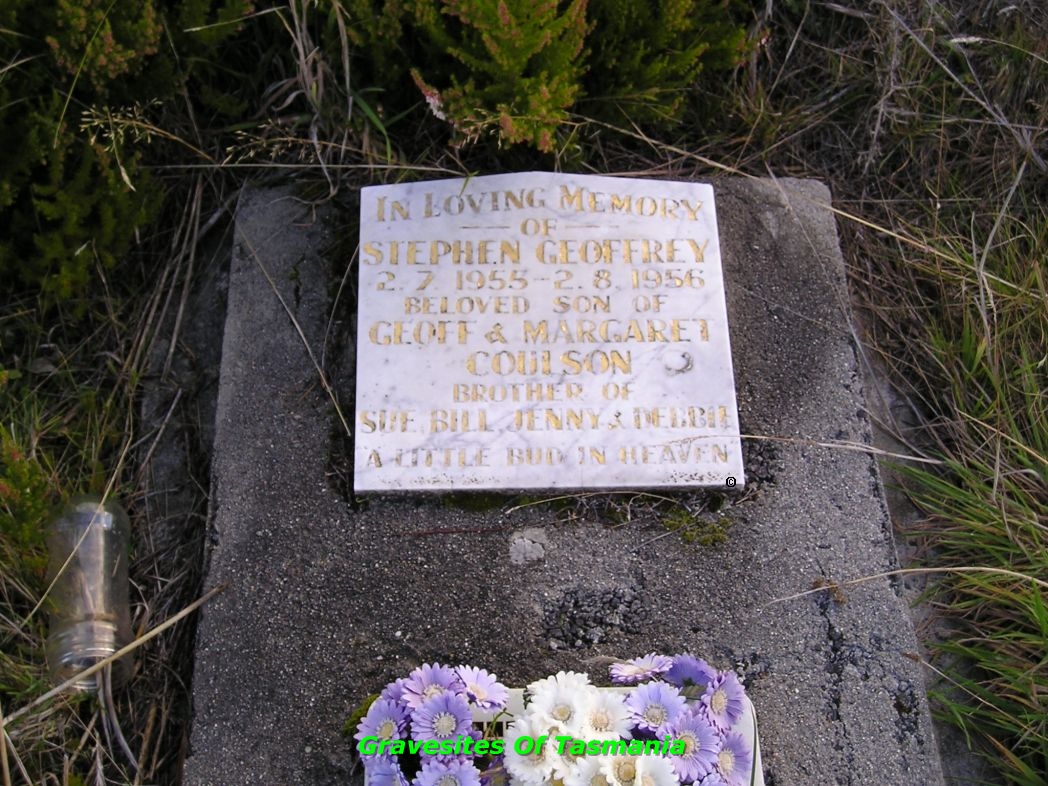 IN LOVING MEMORY
OF
STEPHEN GEOFFREY
2.7.1955-2.8.1956
BELOVED SON OF
GEOFF & MARGARET
COULSON
BROTHER OF
SUE, BILL, JENNY & DEBBIE
A LITTLE BUD IN HEAVEN
©
Gravesites Of Tasmania